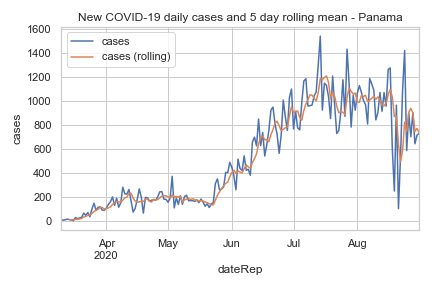 New COVID-19 daily cases and 5 day rolling mean - Panama
cases
cases (rolling)
1600
1400
1200
1000
800
600
400
200
0
cases
Apr
2020
May
Jun
Jul
Aug
dateRep